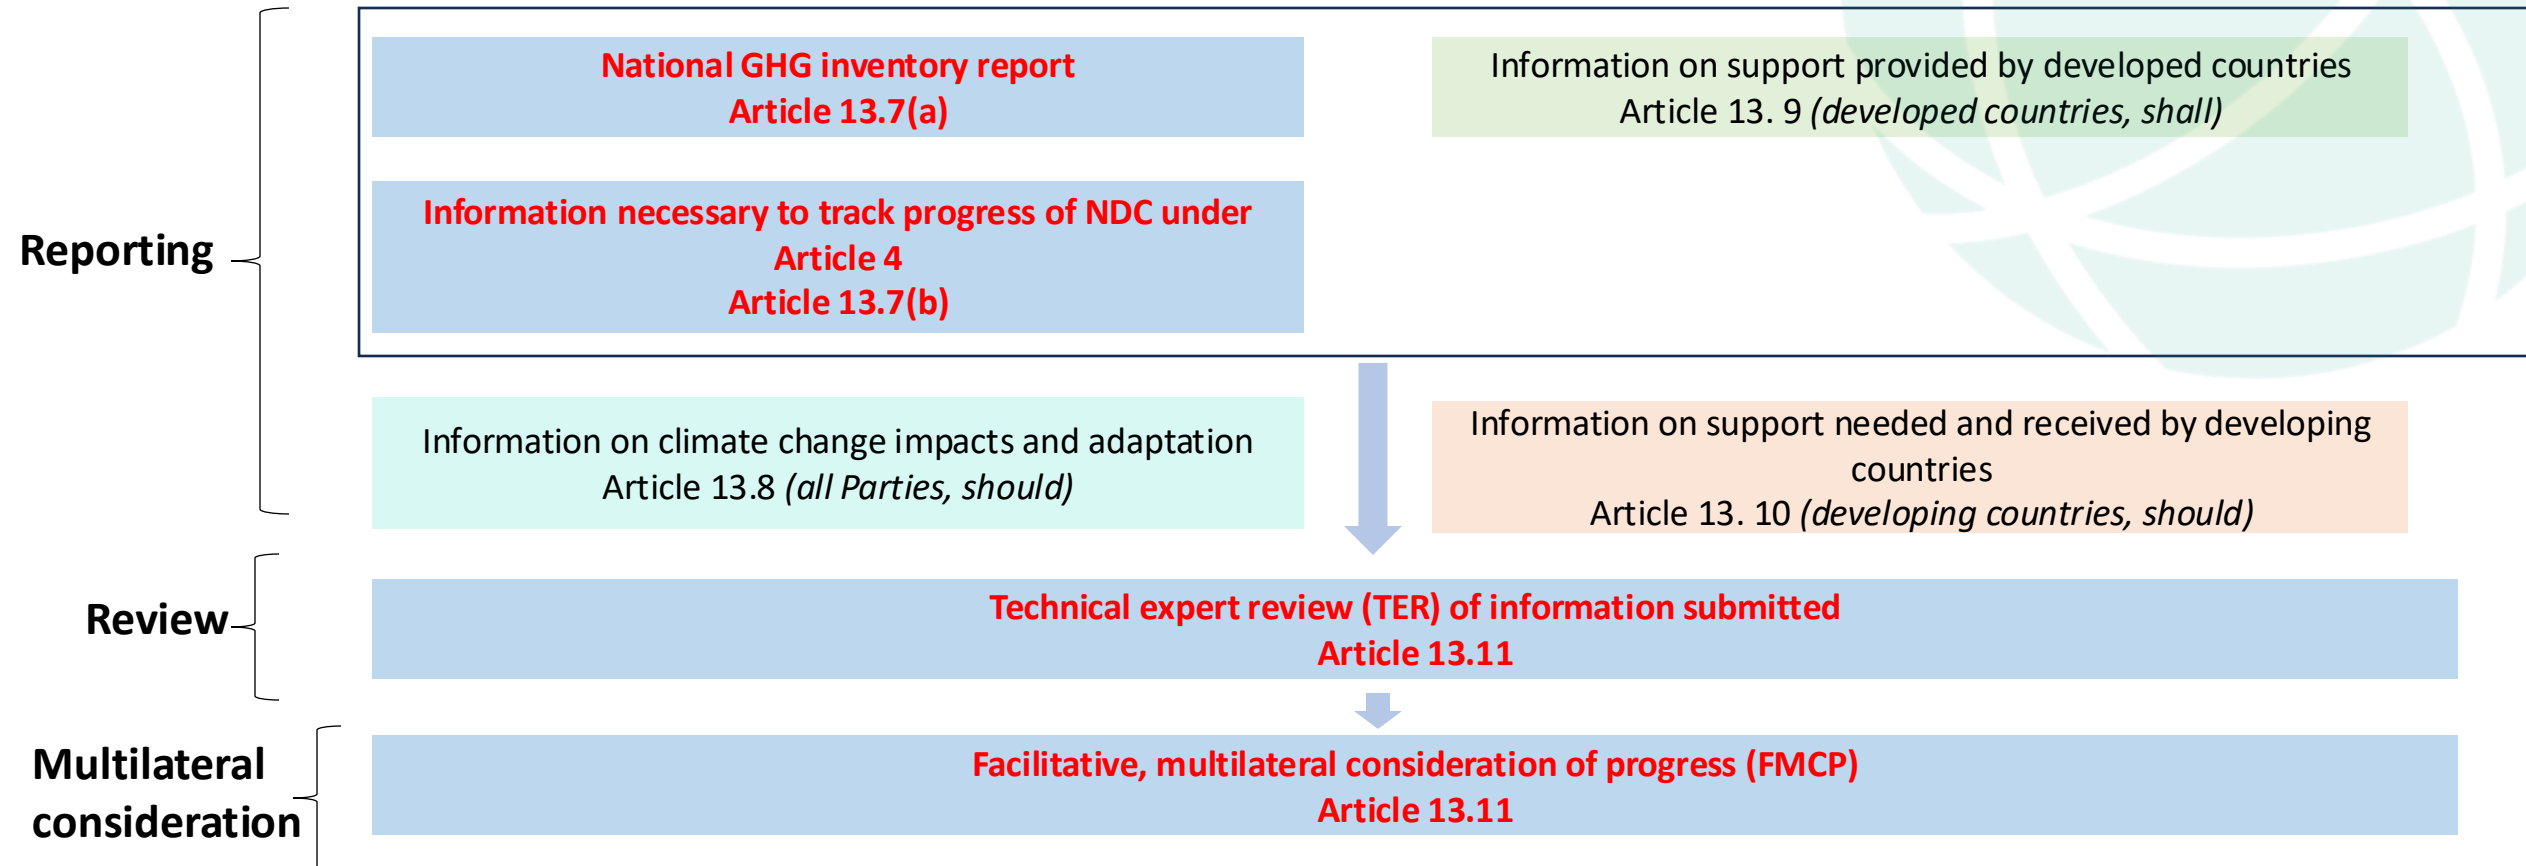 Reporting
National GHG inventory report
Article 13.7(a)
Information on support provided by developed countries
Article 13. 9 (developed countries, shall)
Information necessary to track progress of NDC under
Article 4
Article 13.7(b)
Information on climate change impacts and adaptation
Article 13.8 (all Parties, should)
Information on support needed and received by developing
countries
Article 13. 10 (developing countries, should)
Review
Technical expert review (TER) of information submitted
Article 13.11
Multilateral
consideration
Facilitative, multilateral consideration of progress (FMCP)
Article 13.11